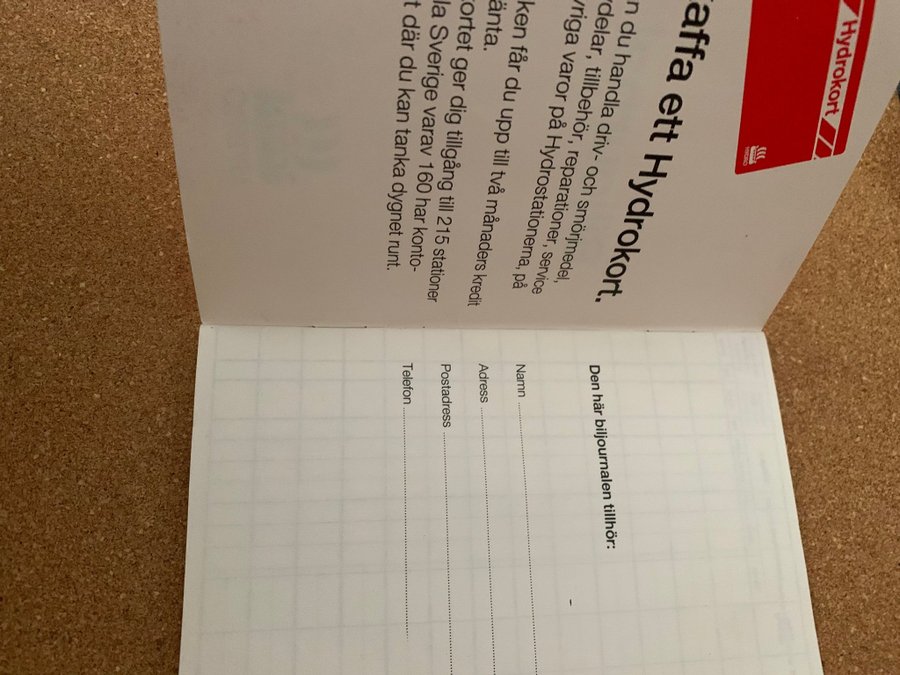 Hydrokort
HYDRO
affa ett Hydrokort.
n du handla driv- och smörjmedel,
delar, tillbehör, reparationer, service
vriga varor på Hydrostationerna, på
ken får du upp till två månaders kredit
änta.
ortet ger dig tillgång till 215 stationer
la Sverige varav 160 har konto-
t där du kan tanka dygnet runt.
Den här biljournalen tillhör:
Namn
Adress
Postadress
Telefon